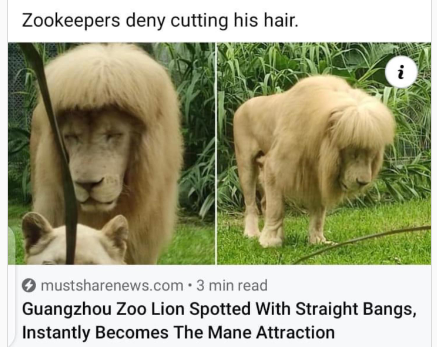 Zookeepers deny cutting his hair.
i
mustsharenews.com • 3 min read
Guangzhou Zoo Lion Spotted With Straight Bangs,
Instantly Becomes The Mane Attraction